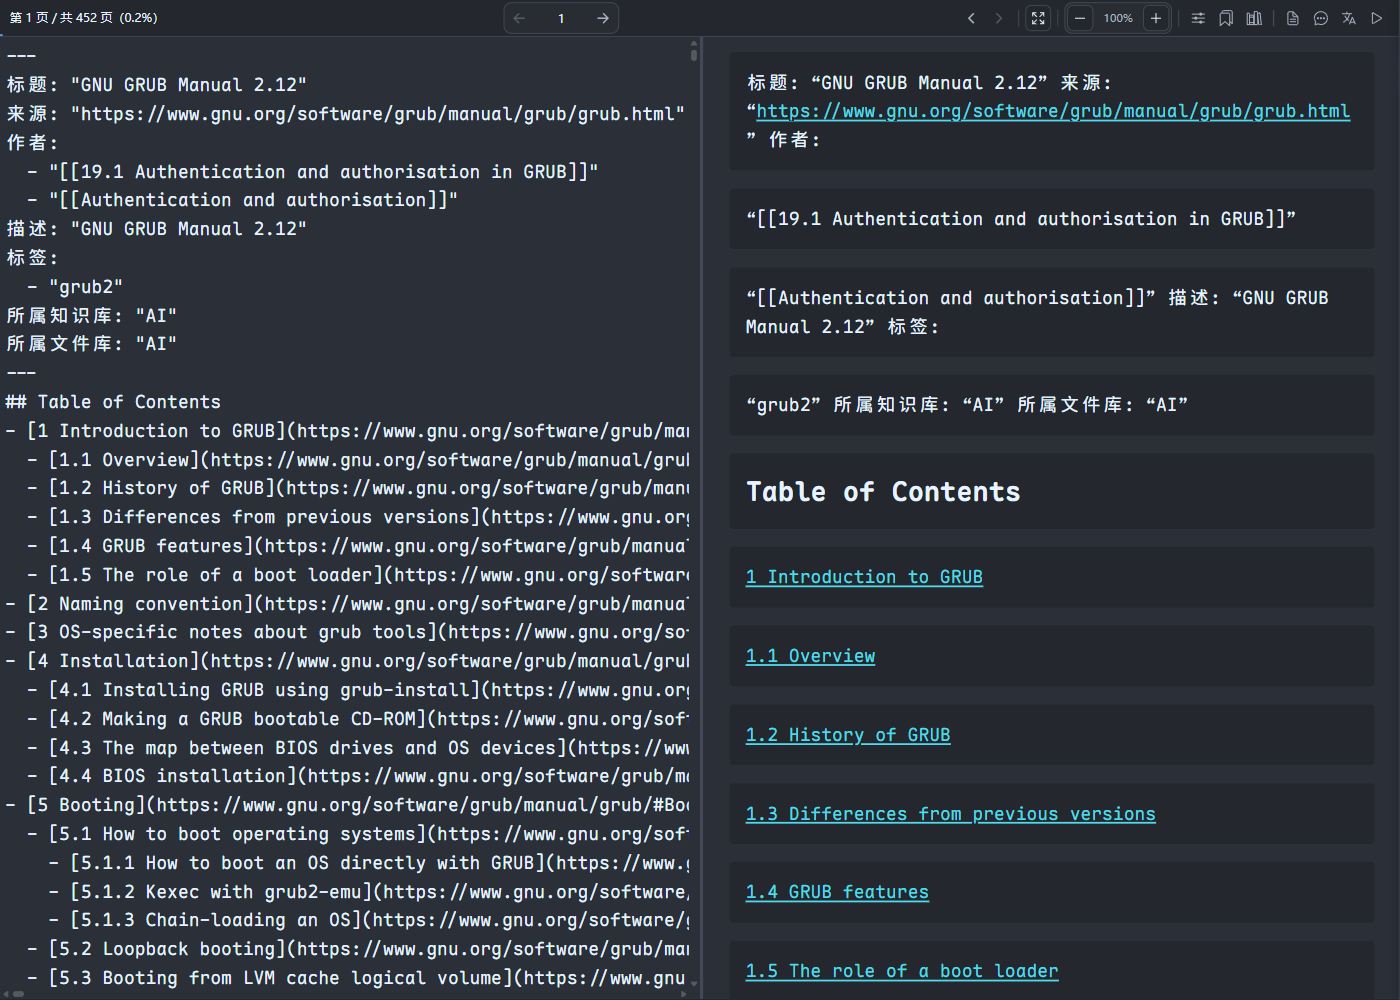 第 1 页 / 共 452 页  (0.2%)
1
100%
---
标题: "GNU GRUB Manual 2.12"
来源: "https://www.gnu.org/software/grub/manual/grub/grub.html"
作者:
  - "[[19.1 Authentication and authorisation in GRUB]]"
  - "[[Authentication and authorisation]]"
描述: "GNU GRUB Manual 2.12"
标签:
  - "grub2"
所属知识库: "AI"
所属文件库: "AI"
---
## Table of Contents
- [1 Introduction to GRUB](https://www.gnu.org/software/grub/man
  - [1.1 Overview](https://www.gnu.org/software/grub/manual/grub
  - [1.2 History of GRUB](https://www.gnu.org/software/grub/manu
  - [1.3 Differences from previous versions](https://www.gnu.org
  - [1.4 GRUB features](https://www.gnu.org/software/grub/manual
  - [1.5 The role of a boot loader](https://www.gnu.org/software
- [2 Naming convention](https://www.gnu.org/software/grub/manual
- [3 OS-specific notes about grub tools](https://www.gnu.org/sof
- [4 Installation](https://www.gnu.org/software/grub/manual/grub
  - [4.1 Installing GRUB using grub-install](https://www.gnu.org
  - [4.2 Making a GRUB bootable CD-ROM](https://www.gnu.org/soft
  - [4.3 The map between BIOS drives and OS devices](https://www
  - [4.4 BIOS installation](https://www.gnu.org/software/grub/ma
- [5 Booting](https://www.gnu.org/software/grub/manual/grub/#Boo
  - [5.1 How to boot operating systems](https://www.gnu.org/soft
    - [5.1.1 How to boot an OS directly with GRUB](https://www.g
    - [5.1.2 Kexec with grub2-emu](https://www.gnu.org/software/
    - [5.1.3 Chain-loading an OS](https://www.gnu.org/software/g
  - [5.2 Loopback booting](https://www.gnu.org/software/grub/man
  - [5.3 Booting from LVM cache logical volume](https://www.gnu
标题: “GNU GRUB Manual 2.12” 来源:
“https://www.gnu.org/software/grub/manual/grub/grub.html
” 作者:
“[[19.1 Authentication and authorisation in GRUB]]”
“[[Authentication and authorisation]]” 描述: “GNU GRUB
Manual 2.12” 标签:
“grub2” 所属知识库: “AI” 所属文件库: “AI”
Table of Contents
1 Introduction to GRUB
1.1 Overview
1.2 History of GRUB
1.3 Differences from previous versions
1.4 GRUB features
1.5 The role of a boot loader